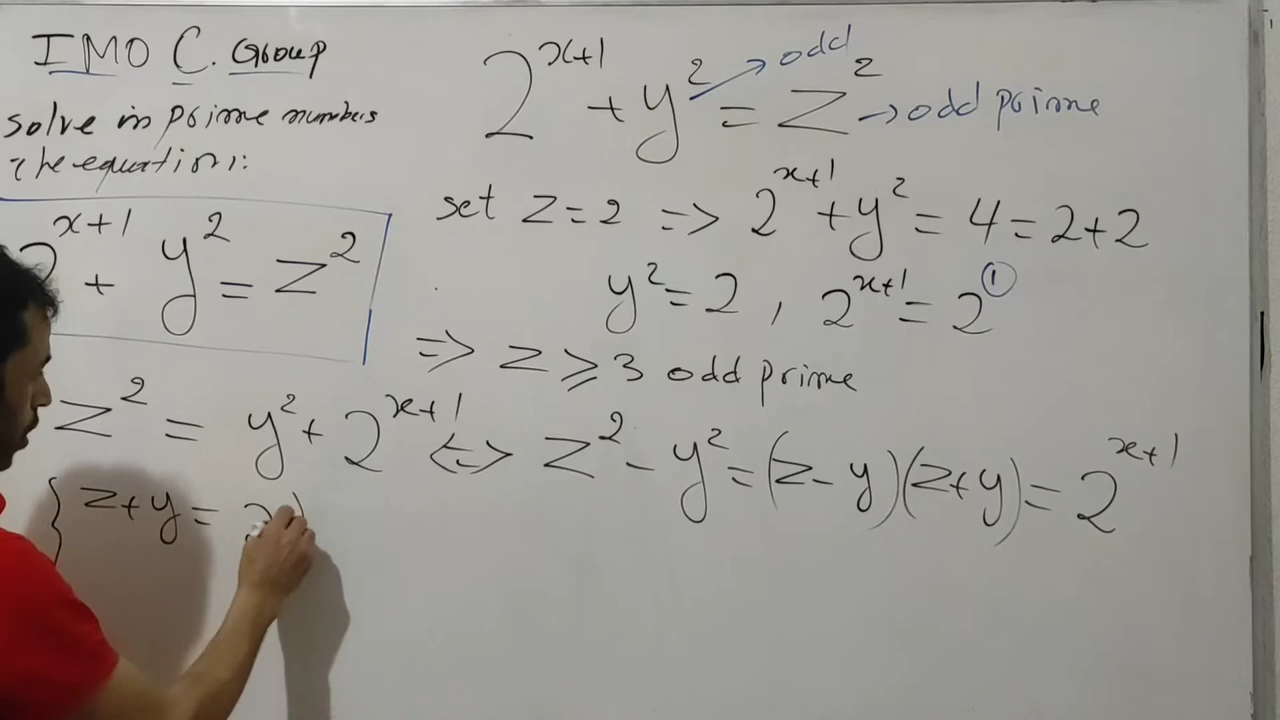 IMO C. Group
solve in prime numbers
the equation:
2^{x+1} + y^2 = z^2
2^{x+1} + y^2 = z^2
→ odd
→ odd prime
set z=2 => 2^{x+1} + y^2 = 4 = 2+2
y^2 = 2 , 2^{x+1} = 2^①
=> z ≥ 3 odd prime
z^2 = y^2 + 2^{x+1} <=> z^2 - y^2 = (z-y)(z+y) = 2^{x+1}
{ z+y =